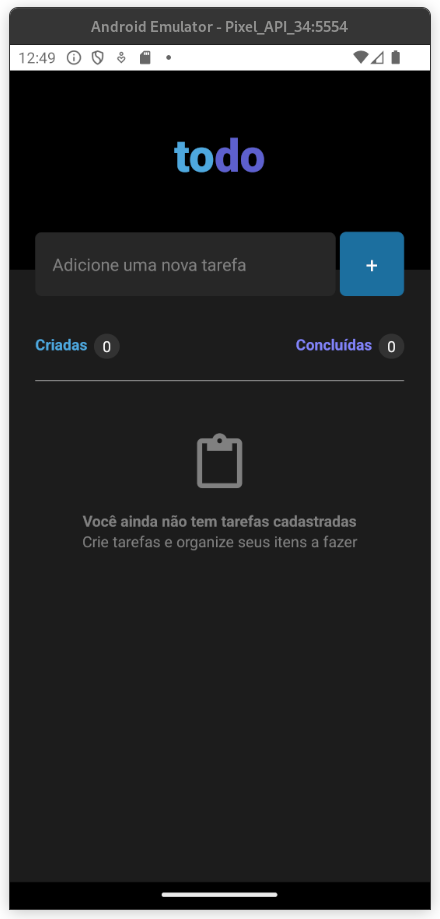 Android Emulator - Pixel_API_34:5554
12:49
todo
Adicione uma nova tarefa
+
Criadas 0
Concluídas 0
Você ainda não tem tarefas cadastradas
Crie tarefas e organize seus itens a fazer